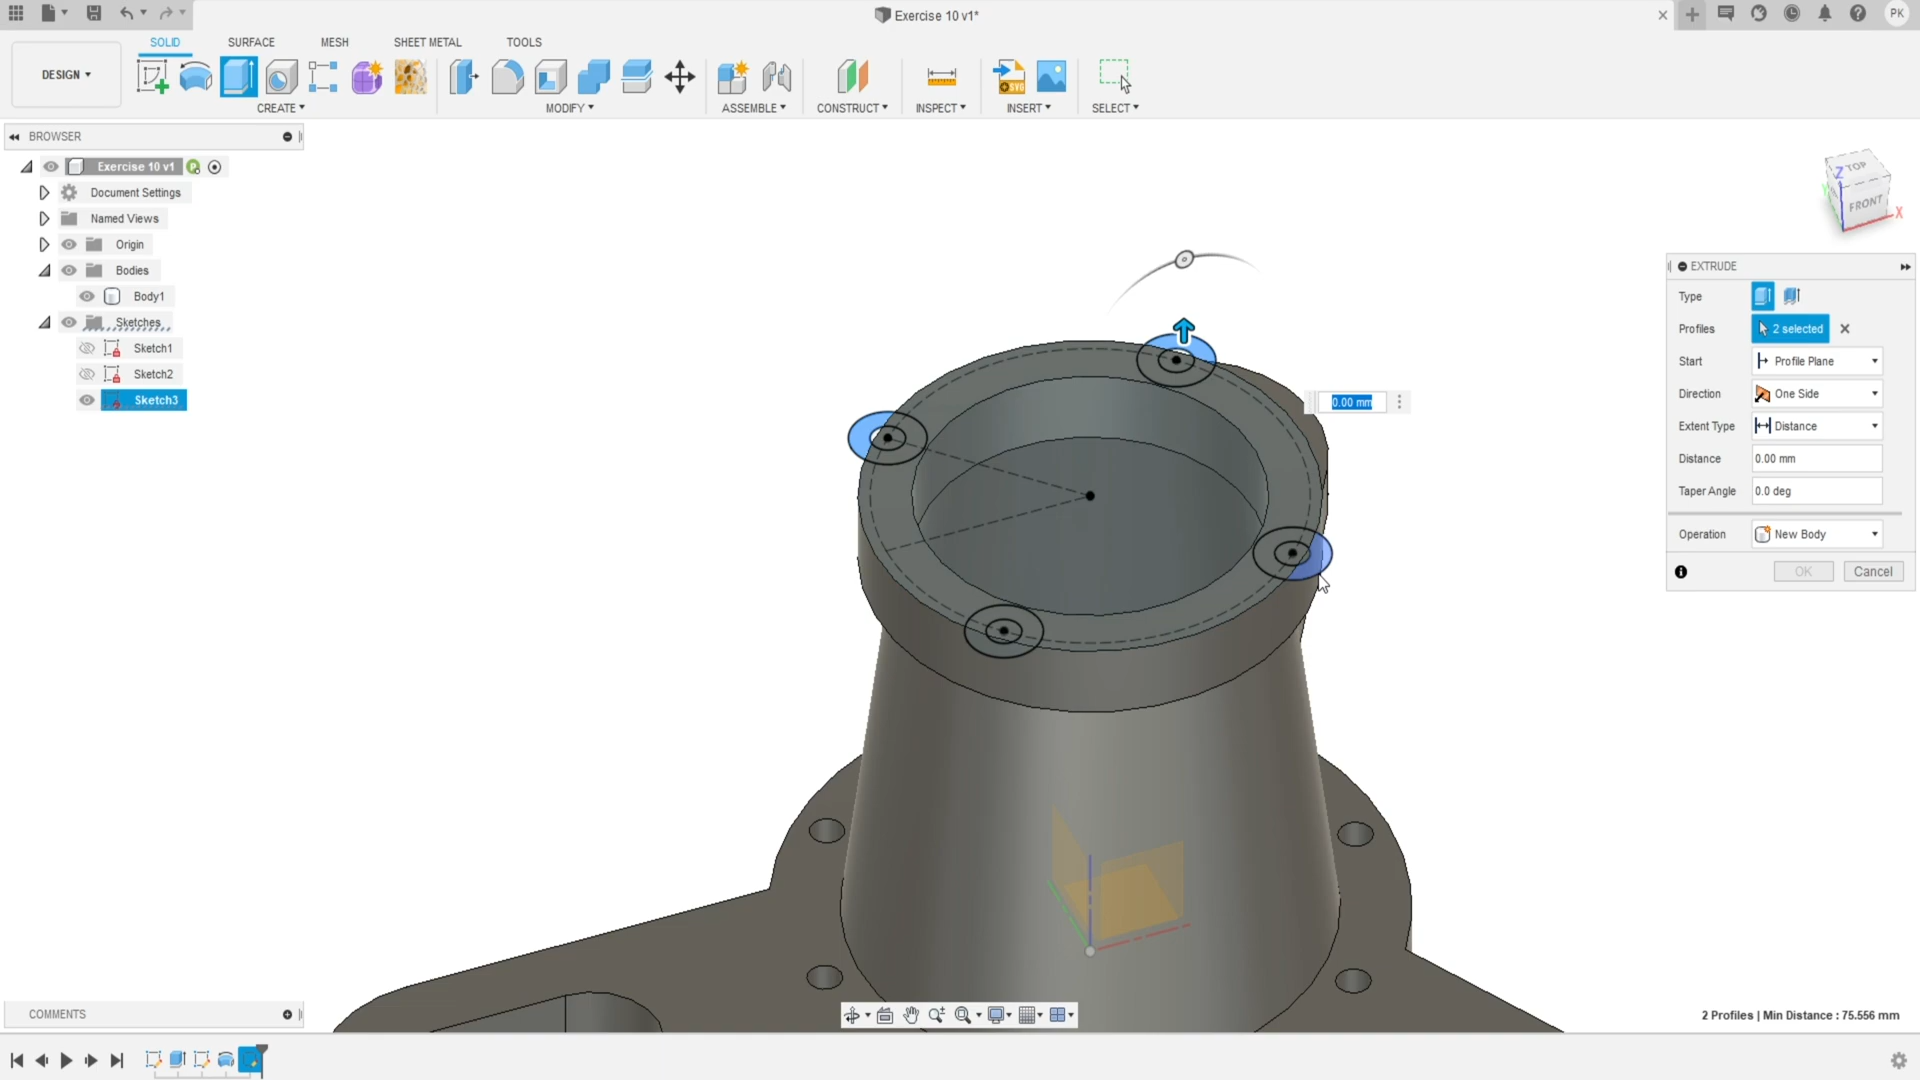 Exercise 10 v1*
PK
SOLID
SURFACE
MESH
SHEET METAL
TOOLS
DESIGN
CREATE
MODIFY
ASSEMBLE
CONSTRUCT
INSPECT
INSERT
SELECT
BROWSER
Exercise 10 v1
Document Settings
Named Views
Origin
Bodies
Body1
Sketches
Sketch1
Sketch2
Sketch3
TOP
FRONT
Z
X
0.00 mm
EXTRUDE
Type
Profiles
2 selected
Start
Profile Plane
Direction
One Side
Extent Type
Distance
Distance
0.00 mm
Taper Angle
0.0 deg
Operation
New Body
OK
Cancel
COMMENTS
2 Profiles | Min Distance : 75.556 mm